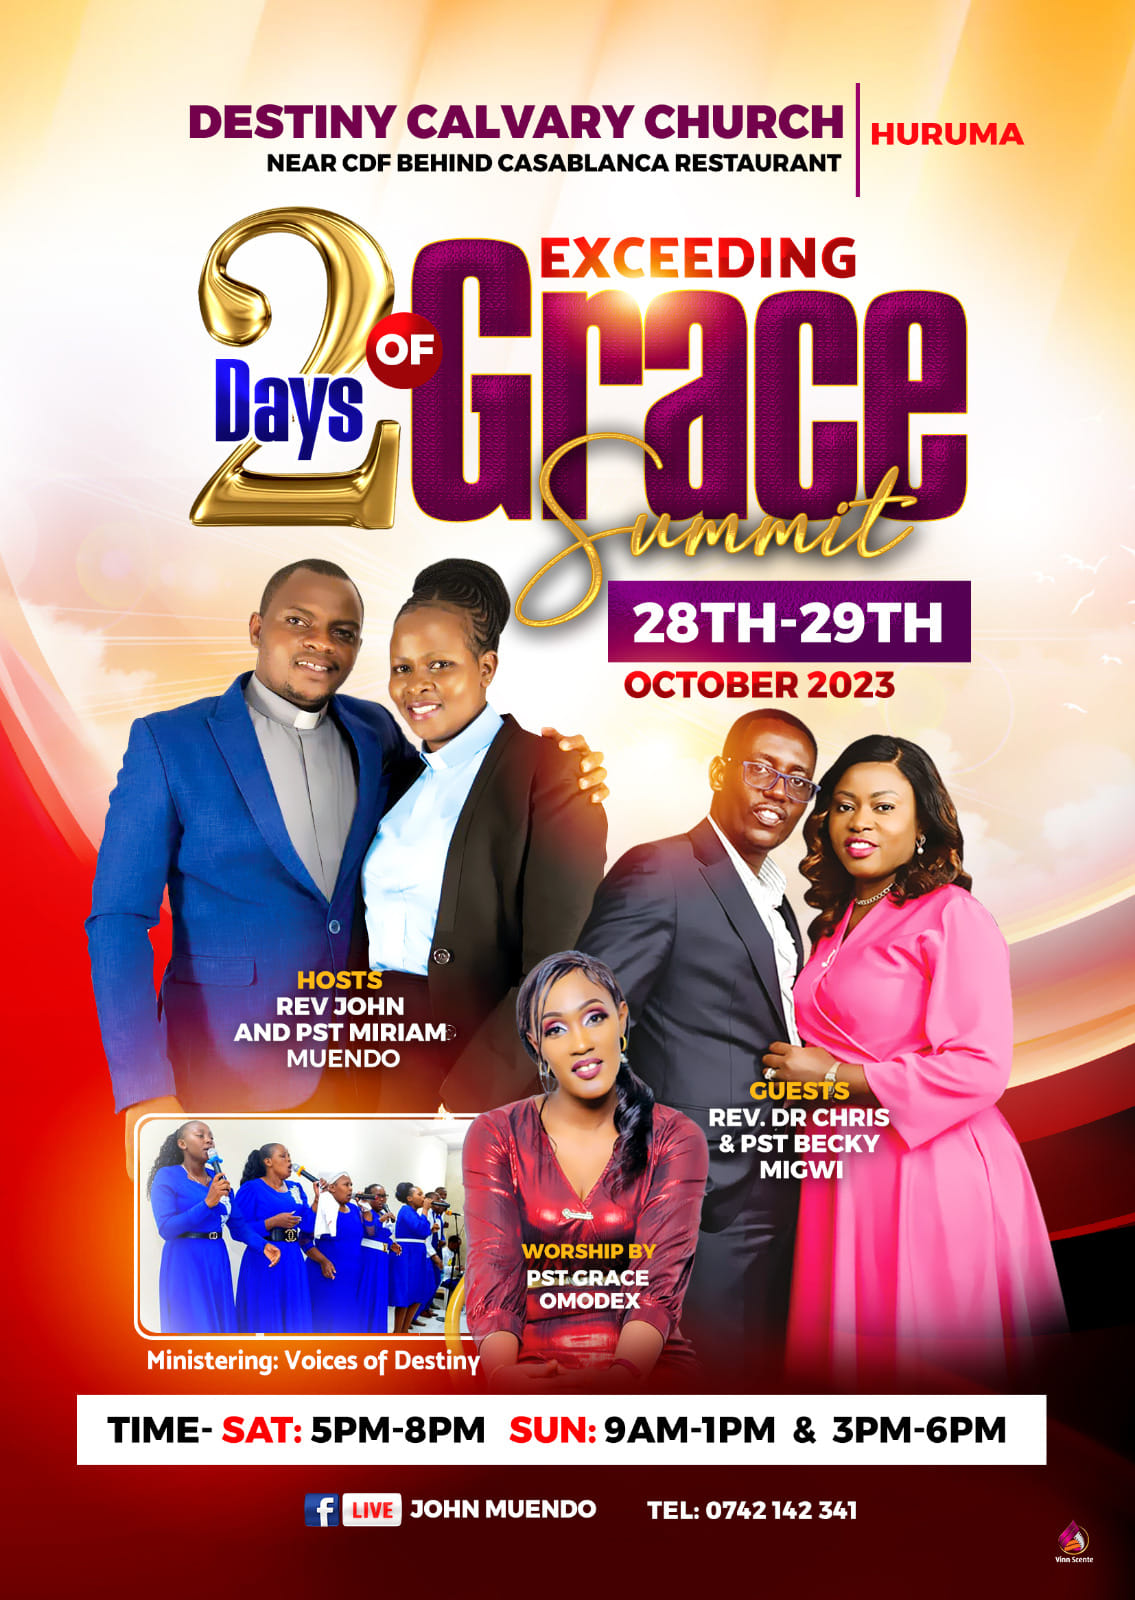 DESTINY CALVARY CHURCH
NEAR CDF BEHIND CASABLANCA RESTAURANT
HURUMA
2 Days OF
EXCEEDING
Grace
Summit
28TH-29TH
OCTOBER 2023
HOSTS
REV JOHN
AND PST MIRIAM
MUENDO
GUESTS
REV. DR CHRIS
& PST BECKY
MIGWI
WORSHIP BY
PST GRACE
OMODEX
Ministering: Voices of Destiny
TIME- SAT: 5PM-8PM SUN: 9AM-1PM & 3PM-6PM
f LIVE JOHN MUENDO TEL: 0742 142 341
Vinn Scente